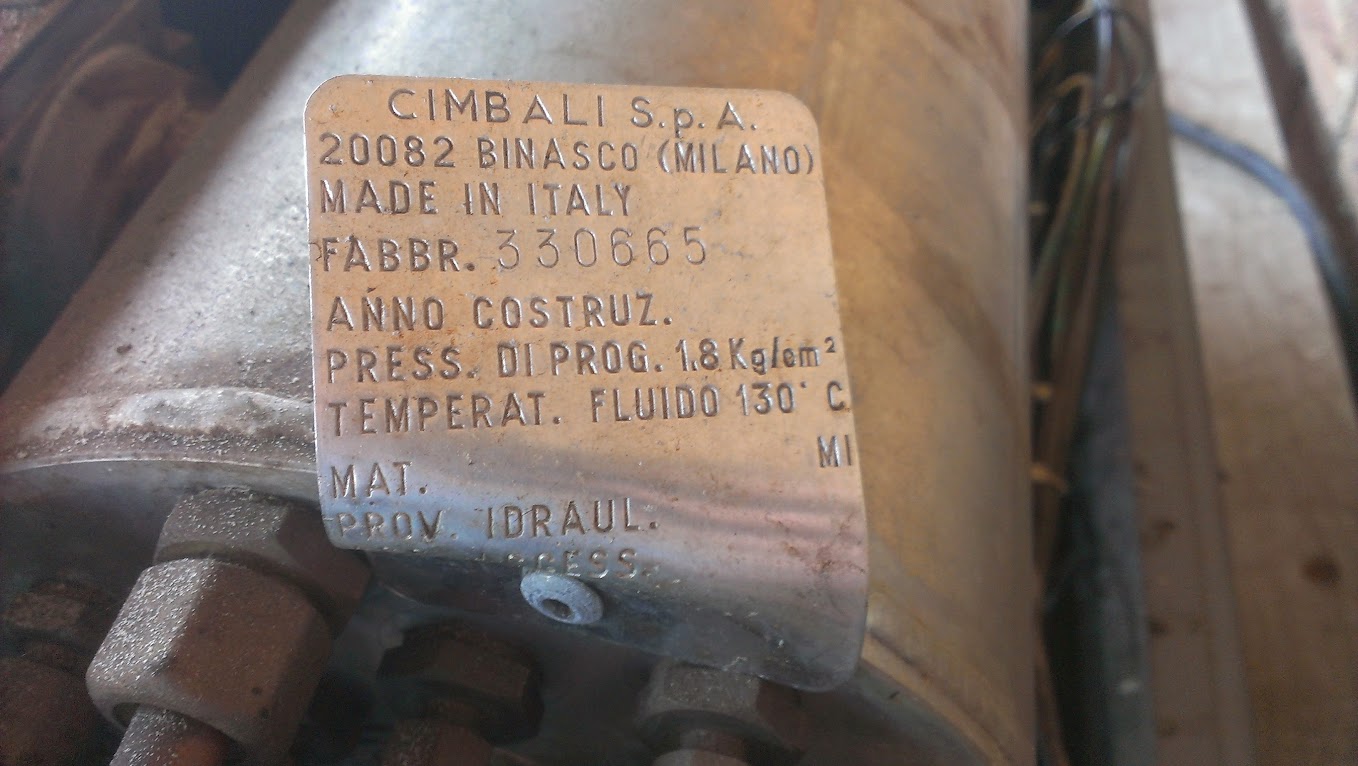 CIMBALI S.p.A.
20082 BINASCO (MILANO)
MADE IN ITALY
FABBR. 330665
ANNO COSTRUZ.
PRESS. DI PROG. 1.8 Kg/cm²
TEMPERAT. FLUIDO 130° C
MI
MAT.
PROV. IDRAUL.